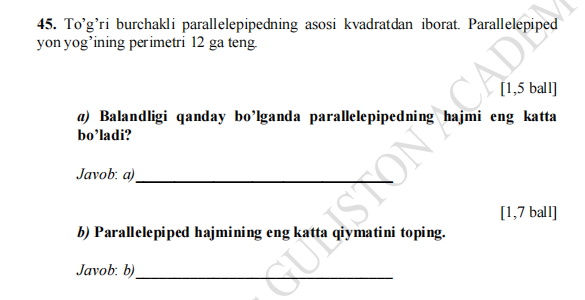 45. To’g’ri burchakli parallelepipedning asosi kvadratdan iborat. Parallelepiped
yon yog’ining perimetri 12 ga teng.
[1,5 ball]
a) Balandligi qanday bo’lganda parallelepipedning hajmi eng katta
bo’ladi?
Javob: a)
[1,7 ball]
b) Parallelepiped hajmining eng katta qiymatini toping.
Javob: b)
GULISTON ACADEM